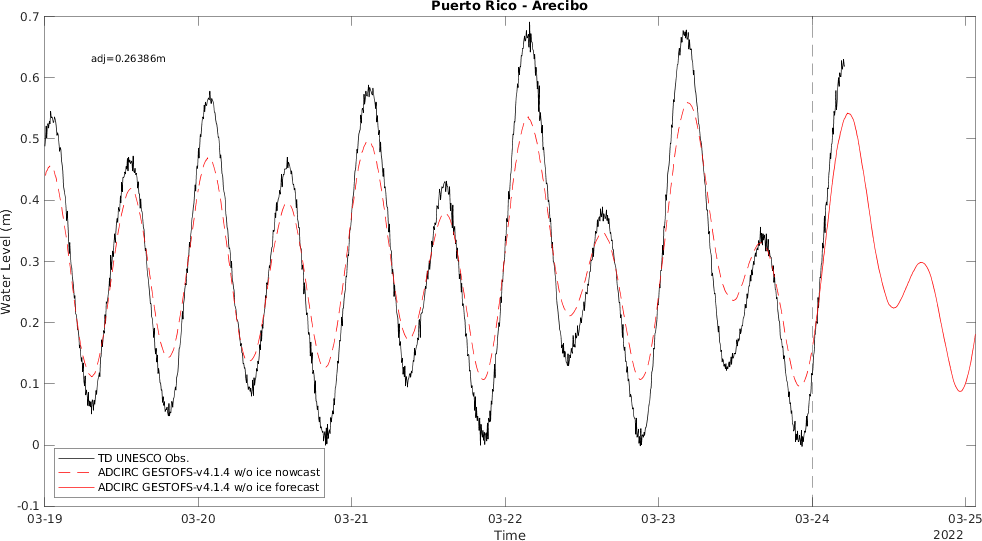 Puerto Rico - Arecibo
0.7
adj=0.26386m
0.6
0.5
0.4
0.3
0.2
0.1
0
-0.1
Water Level (m)
TD UNESCO Obs.
ADCIRC GESTOFS-v4.1.4 w/o ice nowcast
ADCIRC GESTOFS-v4.1.4 w/o ice forecast
03-19 03-20 03-21 03-22 03-23 03-24 03-25
Time
2022